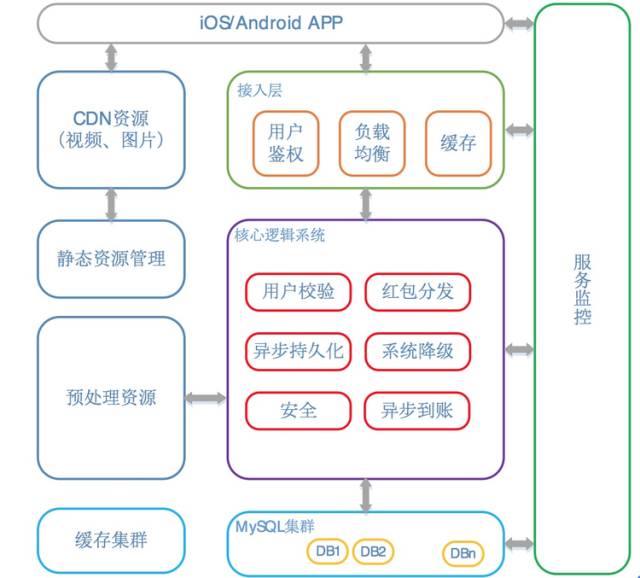 iOS/Android APP
CDN资源
（视频、图片）
静态资源管理
预处理资源
缓存集群
接入层
用户
鉴权
负载
均衡
缓存
核心逻辑系统
用户校验
红包分发
异步持久化
系统降级
安全
异步到账
MySQL集群
DB1
DB2
DBn
服务监控